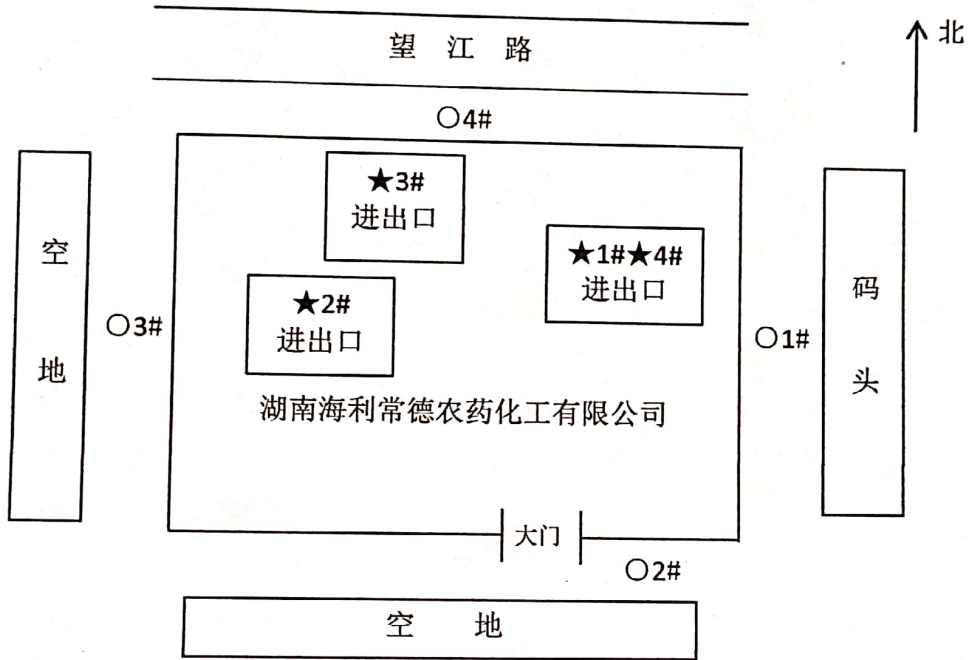 望江路
北
○4#
★3#
进出口
★1#★4#
进出口
★2#
进出口
空地
○3#
○1#
码头
湖南海利常德农药化工有限公司
大门
○2#
空地